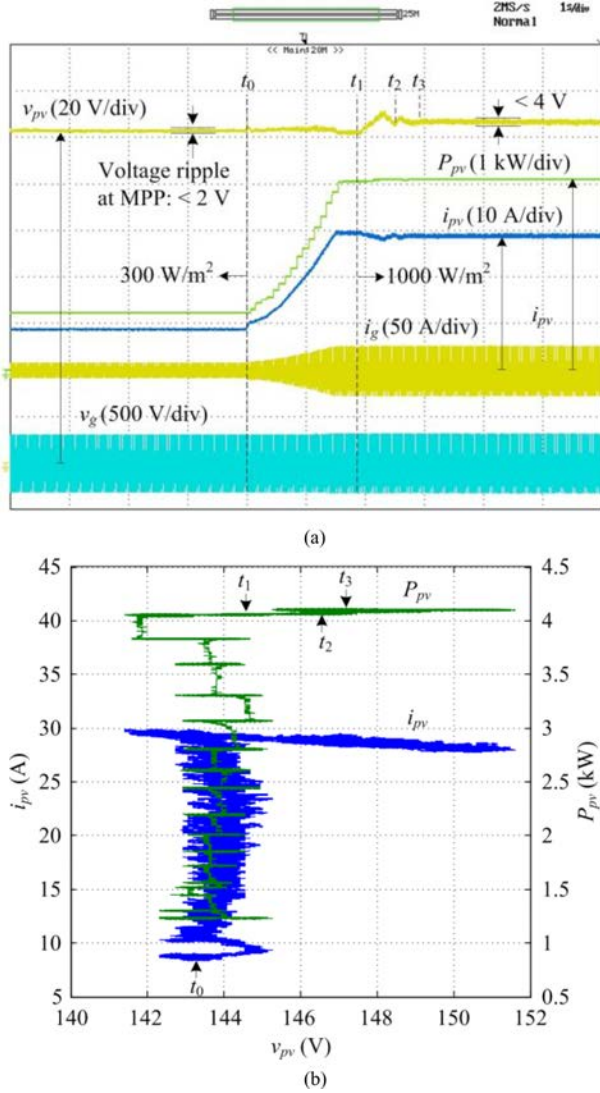 2MS/s 1s/div
25M Normal
<< Main: 20M >>
t0 t1 t2 t3
vpv (20 V/div) < 4 V
Voltage ripple Ppv (1 kW/div)
at MPP: < 2 V
ipv (10 A/div)
300 W/m² 1000 W/m²
ig (50 A/div) ipv
vg (500 V/div)
(a)
45 5
t1 t3 Ppv
40 4.5
t2
35 4
30 3.5
ipv
25 3
ipv (A) Ppv (kW)
20 2.5
15 2
10 1.5
t0
5 1
0.5
140 142 144 146 148 150 152
vpv (V)
(b)